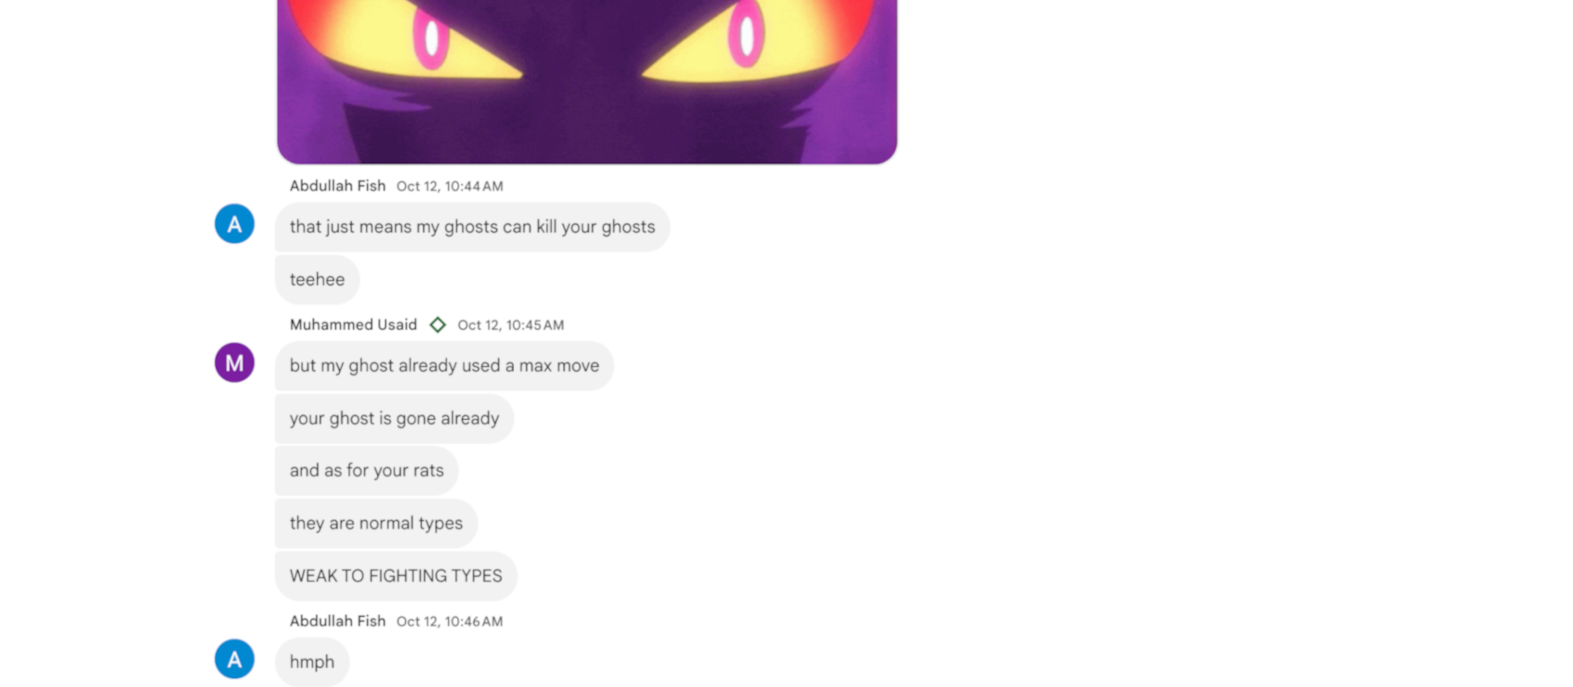 Abdullah Fish Oct 12, 10:44 AM
A
that just means my ghosts can kill your ghosts
teehee
Muhammed Usaid Oct 12, 10:45 AM
M
but my ghost already used a max move
your ghost is gone already
and as for your rats
they are normal types
WEAK TO FIGHTING TYPES
Abdullah Fish Oct 12, 10:46 AM
A
hmph